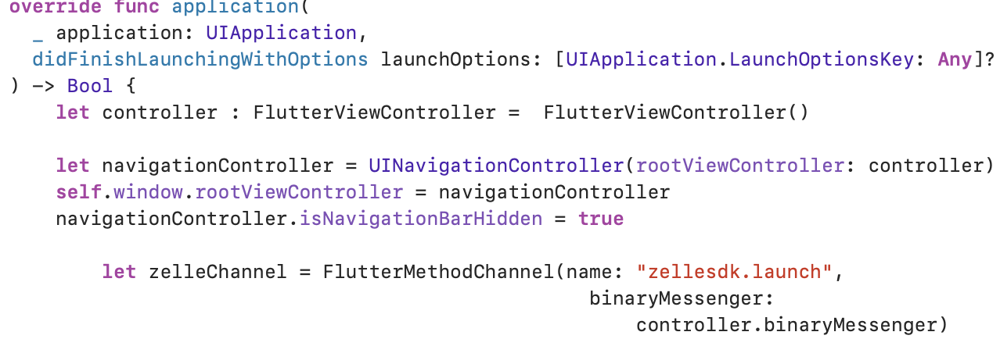 override func application(
_ application: UIApplication,
didFinishLaunchingWithOptions launchOptions: [UIApplication.LaunchOptionsKey: Any]?
) -> Bool {
let controller : FlutterViewController =  FlutterViewController()
let navigationController = UINavigationController(rootViewController: controller)
self.window.rootViewController = navigationController
navigationController.isNavigationBarHidden = true
let zelleChannel = FlutterMethodChannel(name: "zellesdk.launch",
binaryMessenger:
controller.binaryMessenger)